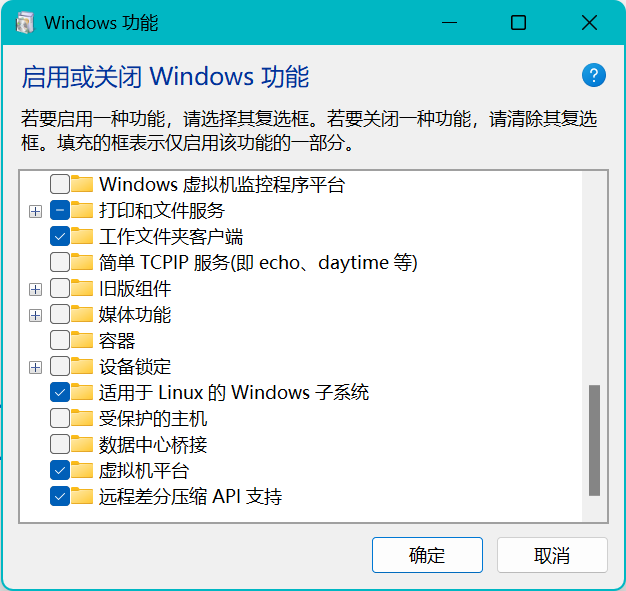 Windows 功能
启用或关闭 Windows 功能
?
若要启用一种功能，请选择其复选框。若要关闭一种功能，请清除其复选
框。填充的框表示仅启用该功能的一部分。
Windows 虚拟机监控程序平台
打印和文件服务
工作文件夹客户端
简单 TCPIP 服务(即 echo、daytime 等)
旧版组件
媒体功能
容器
设备锁定
适用于 Linux 的 Windows 子系统
受保护的主机
数据中心桥接
虚拟机平台
远程差分压缩 API 支持
确定
取消